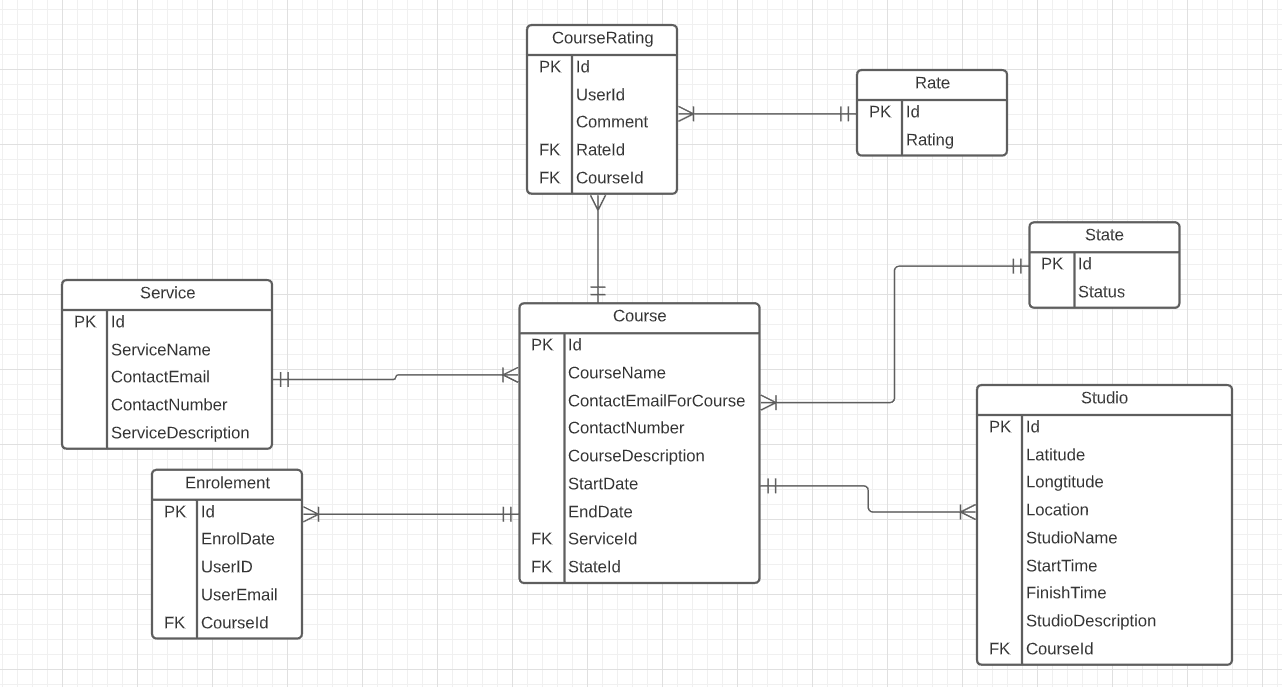 CourseRating
PK Id
UserId
Comment
FK RateId
FK CourseId
Rate
PK Id
Rating
State
PK Id
Status
Service
PK Id
ServiceName
ContactEmail
ContactNumber
ServiceDescription
Course
PK Id
CourseName
ContactEmailForCourse
ContactNumber
CourseDescription
StartDate
EndDate
FK ServiceId
FK StateId
Studio
PK Id
Latitude
Longtitude
Location
StudioName
StartTime
FinishTime
StudioDescription
FK CourseId
Enrolement
PK Id
EnrolDate
UserID
UserEmail
FK CourseId